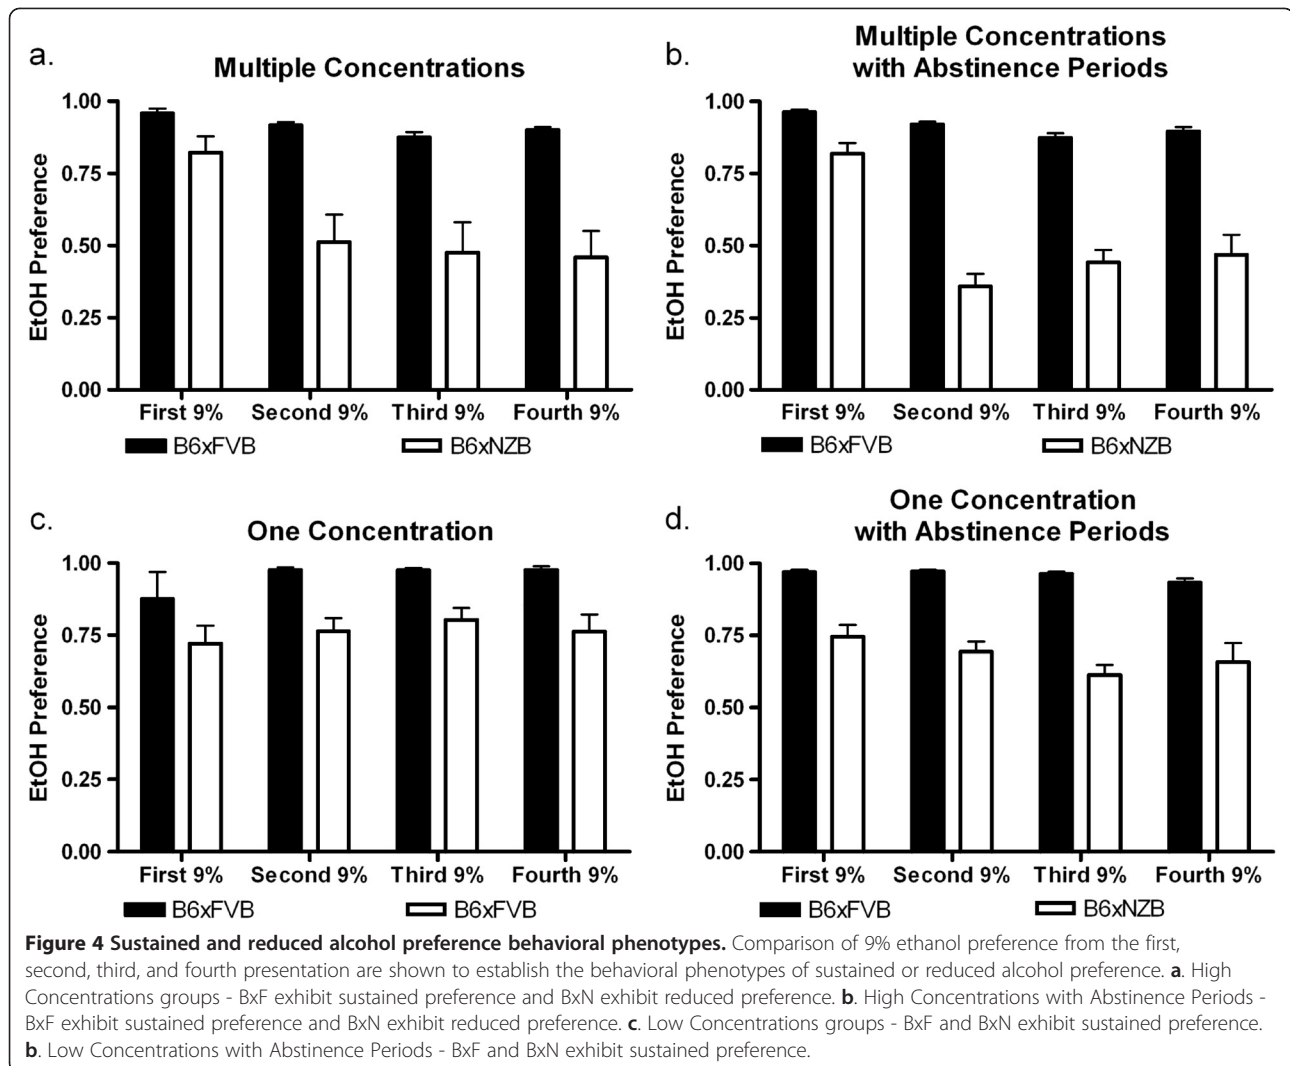 a.
Multiple Concentrations
EtOH Preference
1.00
0.75
0.50
0.25
0.00
First 9% Second 9% Third 9% Fourth 9%
B6xFVB B6xNZB
b.
Multiple Concentrations
with Abstinence Periods
EtOH Preference
1.00
0.75
0.50
0.25
0.00
First 9% Second 9% Third 9% Fourth 9%
B6xFVB B6xNZB
c.
One Concentration
EtOH Preference
1.00
0.75
0.50
0.25
0.00
First 9% Second 9% Third 9% Fourth 9%
B6xFVB B6xFVB
d.
One Concentration
with Abstinence Periods
EtOH Preference
1.00
0.75
0.50
0.25
0.00
First 9% Second 9% Third 9% Fourth 9%
B6xFVB B6xNZB
Figure 4 Sustained and reduced alcohol preference behavioral phenotypes. Comparison of 9% ethanol preference from the first,
second, third, and fourth presentation are shown to establish the behavioral phenotypes of sustained or reduced alcohol preference. a. High
Concentrations groups - BxF exhibit sustained preference and BxN exhibit reduced preference. b. High Concentrations with Abstinence Periods -
BxF exhibit sustained preference and BxN exhibit reduced preference. c. Low Concentrations groups - BxF and BxN exhibit sustained preference.
b. Low Concentrations with Abstinence Periods - BxF and BxN exhibit sustained preference.